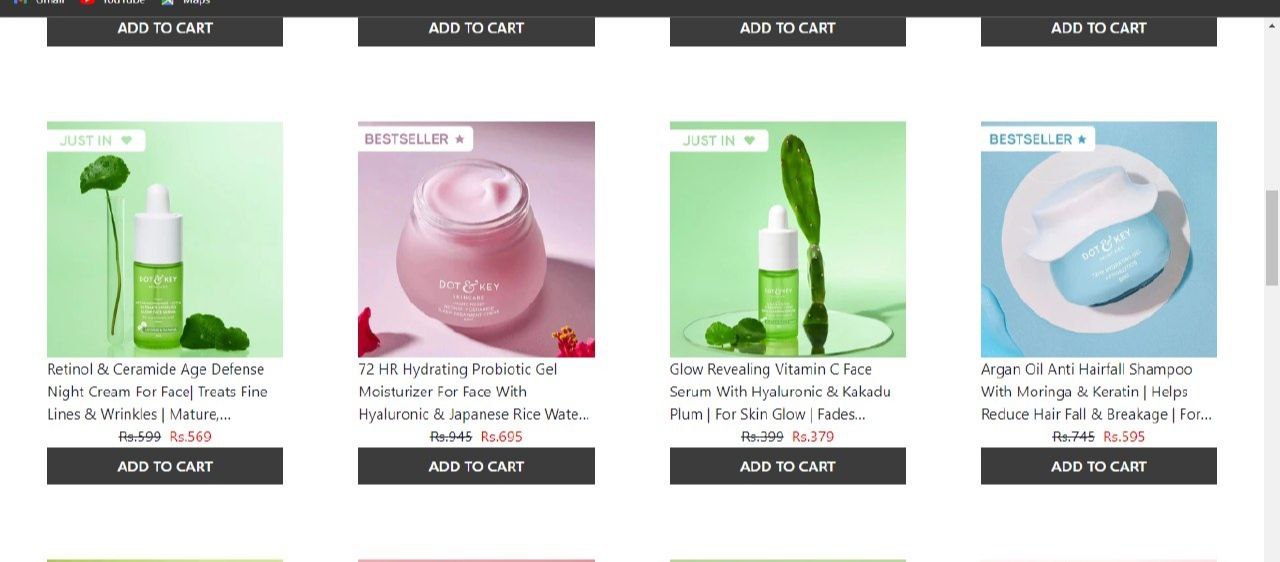 Gmail
YouTube
Maps
ADD TO CART
ADD TO CART
ADD TO CART
ADD TO CART
JUST IN
BESTSELLER
JUST IN
BESTSELLER
DOT & KEY
DOT & KEY
SKINCARE
DOT & KEY
DOT & KEY
SKINCARE
72HR HYDRATING GEL
+ PROBIOTICS
Retinol & Ceramide Age Defense
Night Cream For Face| Treats Fine
Lines & Wrinkles | Mature,...
Rs.599 Rs.569
ADD TO CART
72 HR Hydrating Probiotic Gel
Moisturizer For Face With
Hyaluronic & Japanese Rice Wate...
Rs.945 Rs.695
ADD TO CART
Glow Revealing Vitamin C Face
Serum With Hyaluronic & Kakadu
Plum | For Skin Glow | Fades...
Rs.399 Rs.379
ADD TO CART
Argan Oil Anti Hairfall Shampoo
With Moringa & Keratin | Helps
Reduce Hair Fall & Breakage | For...
Rs.745 Rs.595
ADD TO CART